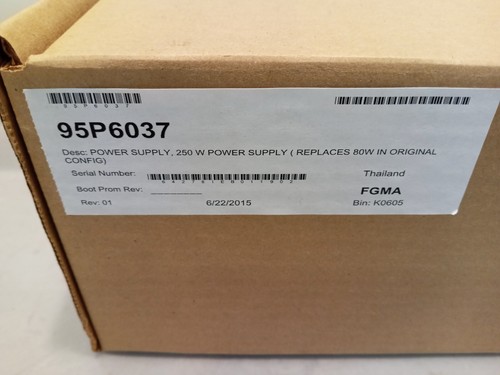 95P6037
95P6037
Desc: POWER SUPPLY, 250 W POWER SUPPLY ( REPLACES 80W IN ORIGINAL
CONFIG)
Serial Number: Thailand
Boot Prom Rev: FGMA
Rev: 01 6/22/2015 Bin: K0605